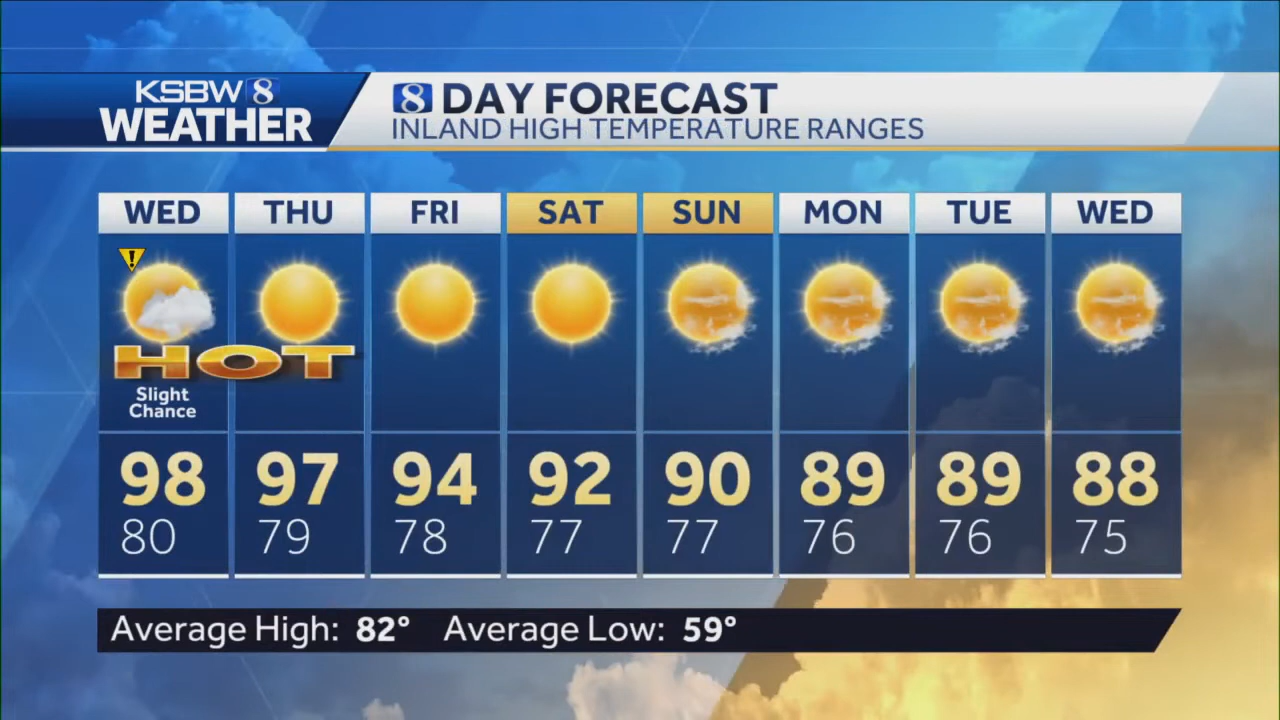 KSBW 8
WEATHER
8 DAY FORECAST
INLAND HIGH TEMPERATURE RANGES
WED THU FRI SAT SUN MON TUE WED
!
HOT
Slight
Chance
98 97 94 92 90 89 89 88
80 79 78 77 77 76 76 75
Average High: 82° Average Low: 59°